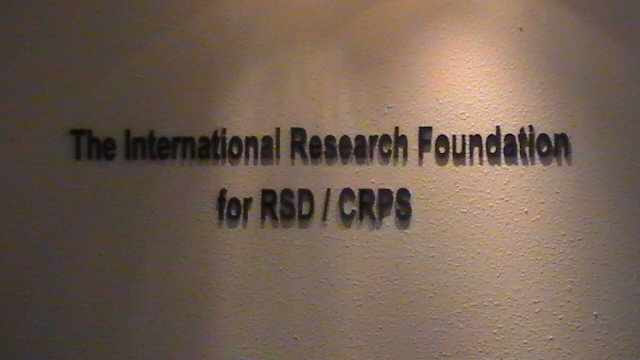 The International Research Foundation
for RSD / CRPS